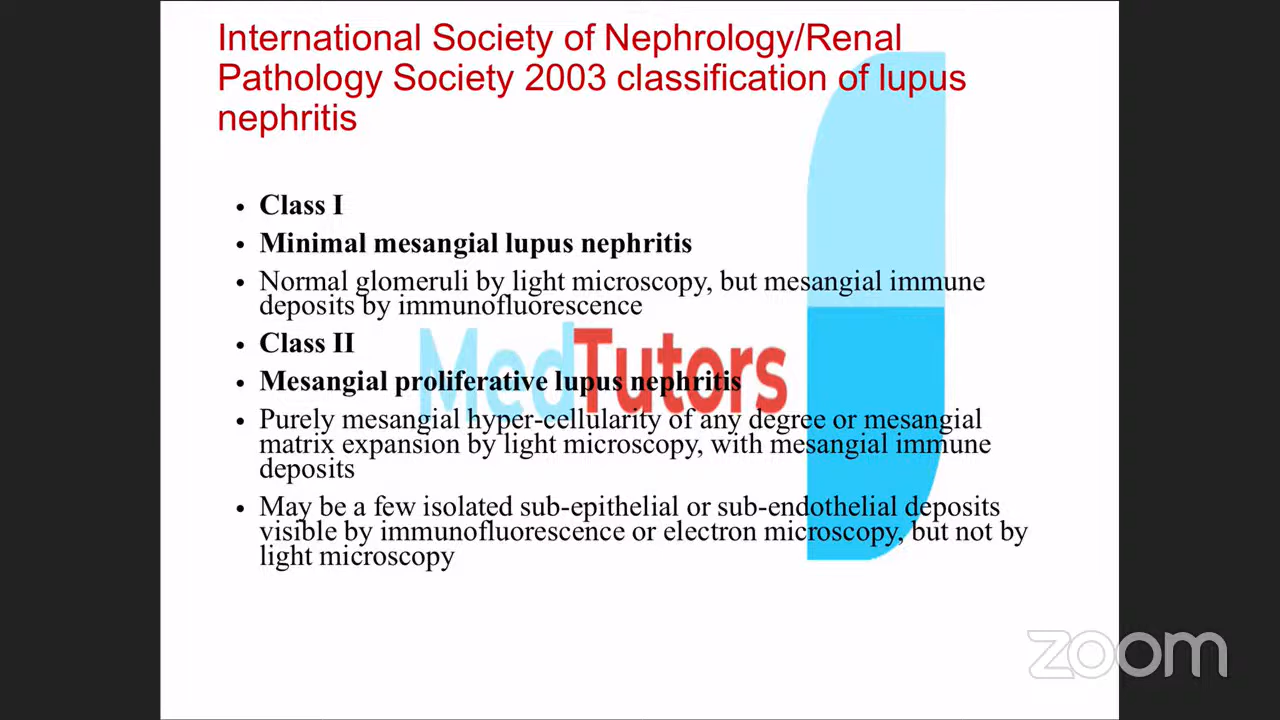 International Society of Nephrology/Renal
Pathology Society 2003 classification of lupus
nephritis
• Class I
• Minimal mesangial lupus nephritis
• Normal glomeruli by light microscopy, but mesangial immune
deposits by immunofluorescence
• Class II
• Mesangial proliferative lupus nephritis
MedTutors
• Purely mesangial hyper-cellularity of any degree or mesangial
matrix expansion by light microscopy, with mesangial immune
deposits
• May be a few isolated sub-epithelial or sub-endothelial deposits
visible by immunofluorescence or electron microscopy, but not by
light microscopy
zoom